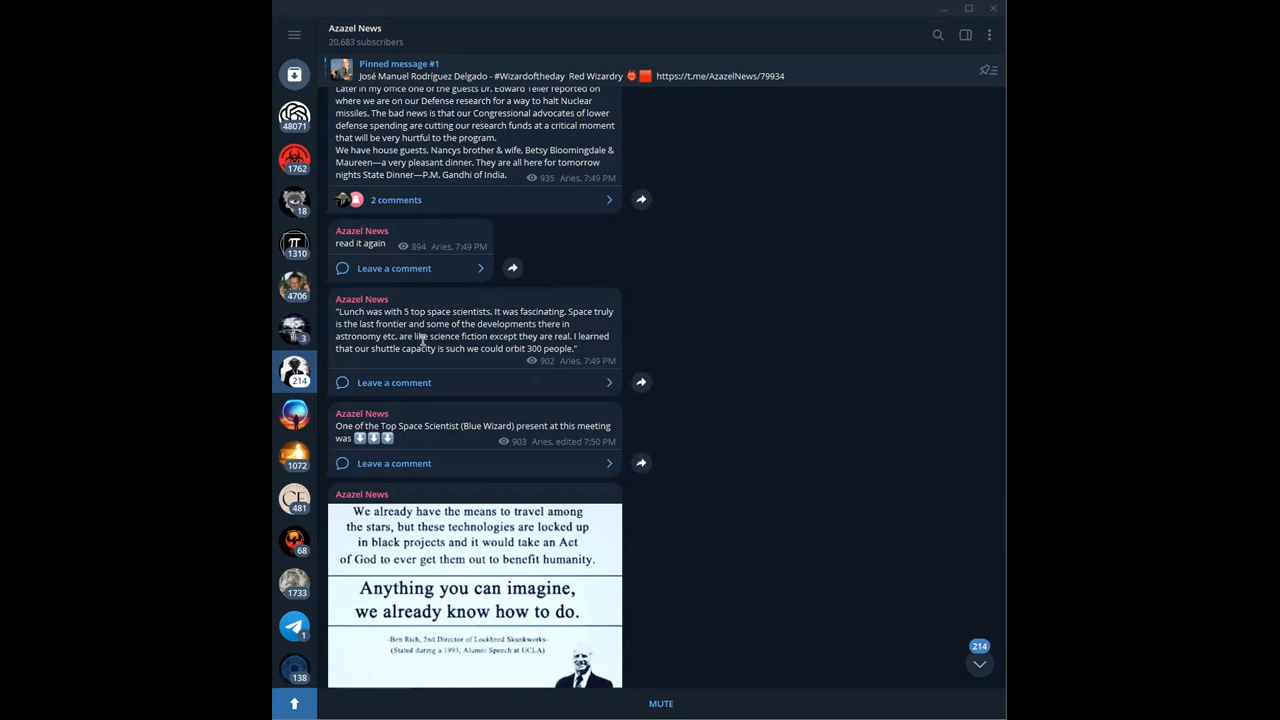 Azazel News
20,683 subscribers
Pinned message #1
José Manuel Rodríguez Delgado - #Wizardoftheday Red Wizardry 👹🟥 https://t.me/AzazelNews/79934
48071
1762
18
1310
4706
3
214
1072
481
68
1733
1
138
Later in my office one of the guests Dr. Edward Teller reported on
where we are on our Defense research for a way to halt Nuclear
missiles. The bad news is that our Congressional advocates of lower
defense spending are cutting our research funds at a critical moment
that will be very hurtful to the program.
We have house guests, Nancys brother & wife, Betsy Bloomingdale &
Maureen—a very pleasant dinner. They are all here for tomorrow
nights State Dinner—P.M. Gandhi of India.
935 Aries, 7:49 PM
2 comments
Azazel News
read it again
894 Aries, 7:49 PM
Leave a comment
Azazel News
"Lunch was with 5 top space scientists. It was fascinating. Space truly
is the last frontier and some of the developments there in
astronomy etc. are like science fiction except they are real. I learned
that our shuttle capacity is such we could orbit 300 people."
902 Aries, 7:49 PM
Leave a comment
Azazel News
One of the Top Space Scientist (Blue Wizard) present at this meeting
was ⬇️⬇️⬇️
903 Aries, edited 7:50 PM
Leave a comment
Azazel News
We already have the means to travel among
the stars, but these technologies are locked up
in black projects and it would take an Act
of God to ever get them out to benefit humanity.
Anything you can imagine,
we already know how to do.
-Ben Rich, 2nd Director of Lockheed Skunkworks-
(Stated during a 1993, Alumni Speech at UCLA)
214
MUTE